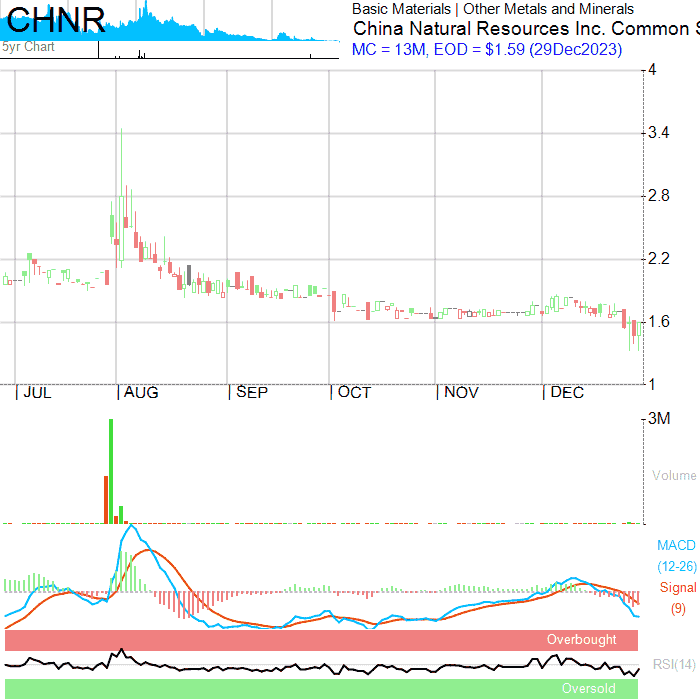 CHNR
5yr Chart
Basic Materials | Other Metals and Minerals
China Natural Resources Inc. Common S
MC = 13M, EOD = $1.59 (29Dec2023)
4
3.4
2.8
2.2
1.6
1
| JUL | AUG | SEP | OCT | NOV | DEC
3M
Volume
MACD
(12-26)
Signal
(9)
Overbought
RSI(14)
Oversold